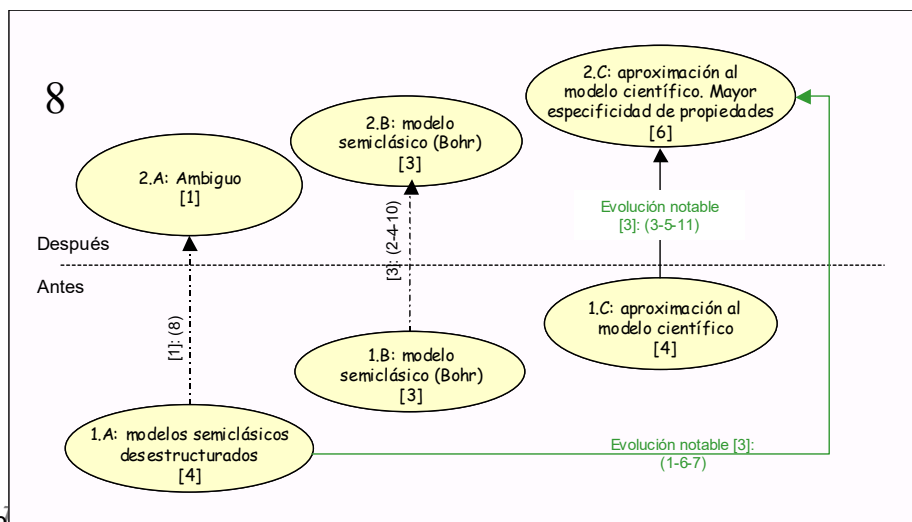 8
2.C: aproximación al
modelo científico. Mayor
especificidad de propiedades
[6]
2.B: modelo
semiclásico (Bohr)
[3]
2.A: Ambiguo
[1]
Evolución notable
[3]: (3-5-11)
[3]: (2-4-10)
Después
Antes
[1]: (8)
1.C: aproximación al
modelo científico
[4]
1.B: modelo
semiclásico (Bohr)
[3]
1.A: modelos semiclásicos
desestructurados
[4]
Evolución notable [3]:
(1-6-7)